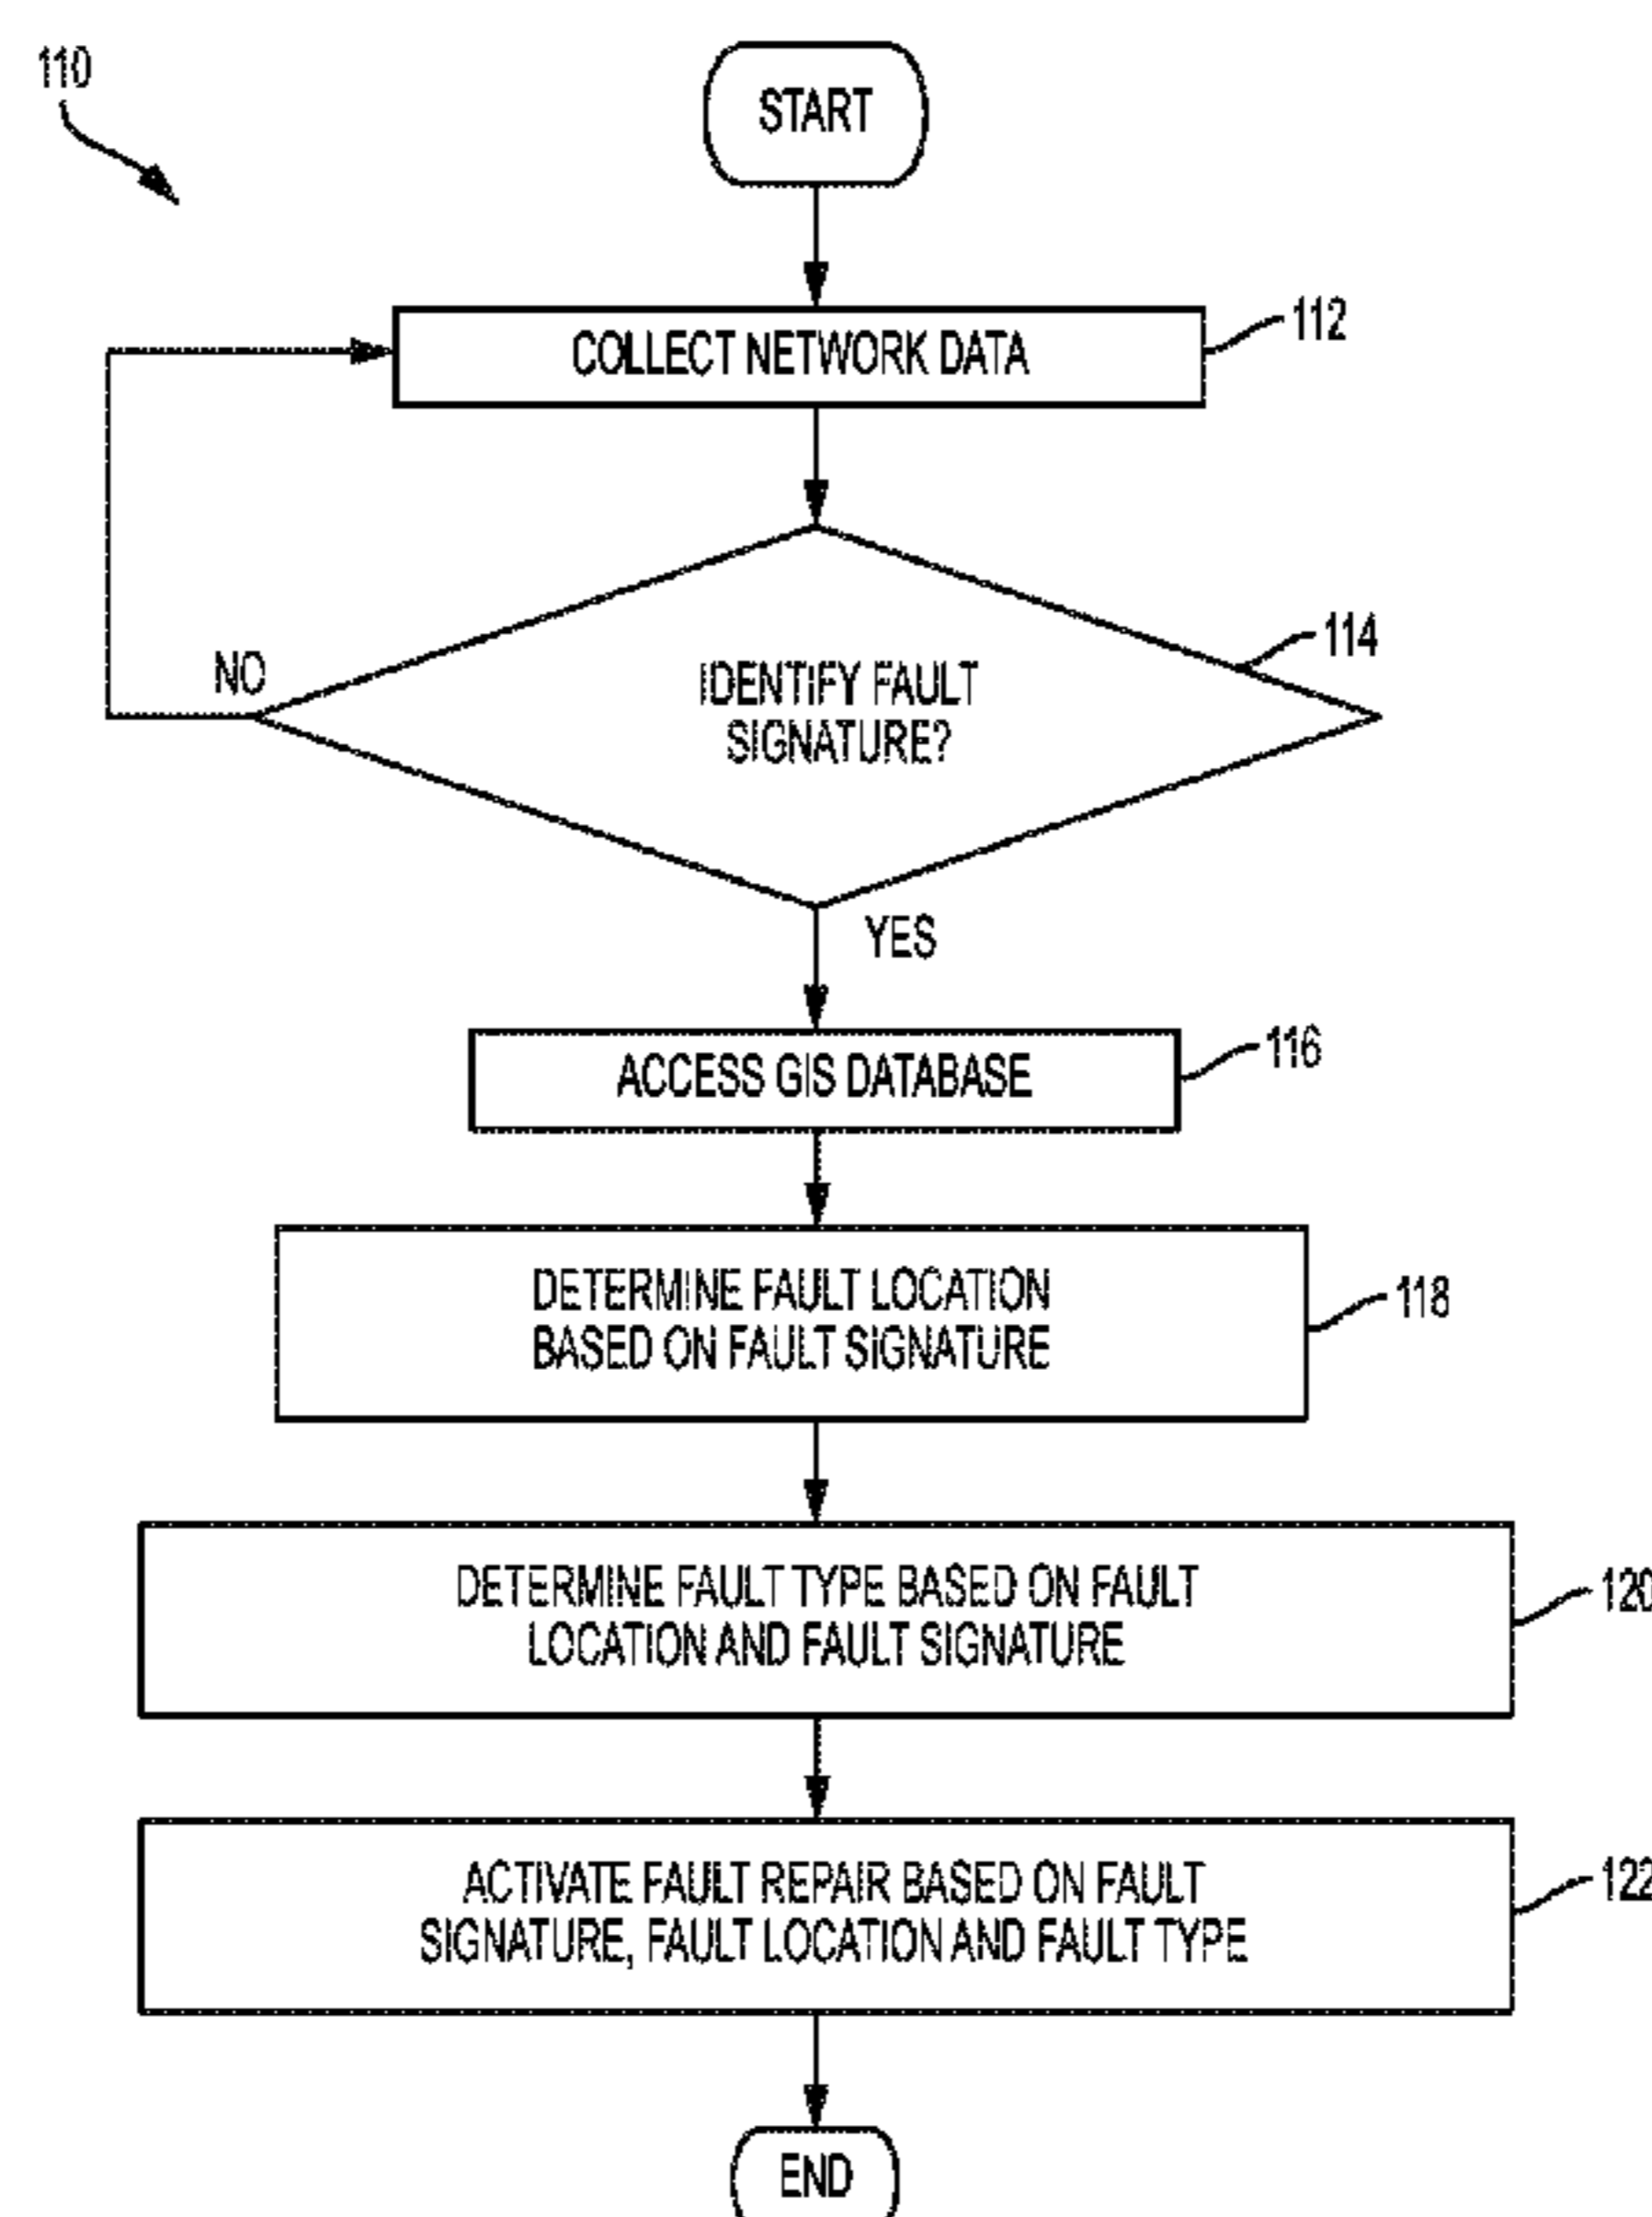 110
START
COLLECT NETWORK DATA
112
IDENTIFY FAULT
SIGNATURE?
114
NO
YES
ACCESS GIS DATABASE
116
DETERMINE FAULT LOCATION
BASED ON FAULT SIGNATURE
118
DETERMINE FAULT TYPE BASED ON FAULT
LOCATION AND FAULT SIGNATURE
120
ACTIVATE FAULT REPAIR BASED ON FAULT
SIGNATURE, FAULT LOCATION AND FAULT TYPE
122
END